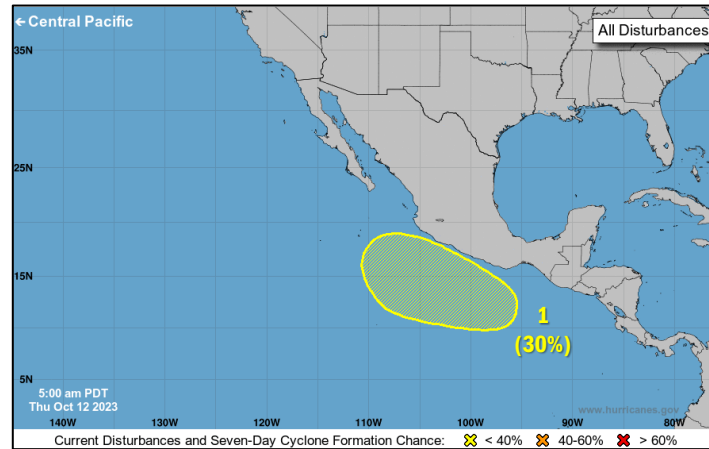 ← Central Pacific
All Disturbances
35N
25N
15N
5N
1
(30%)
5:00 am PDT
Thu Oct 12 2023
www.hurricanes.gov
140W 130W 120W 110W 100W 90W 80W
Current Disturbances and Seven-Day Cyclone Formation Chance: < 40% 40-60% > 60%